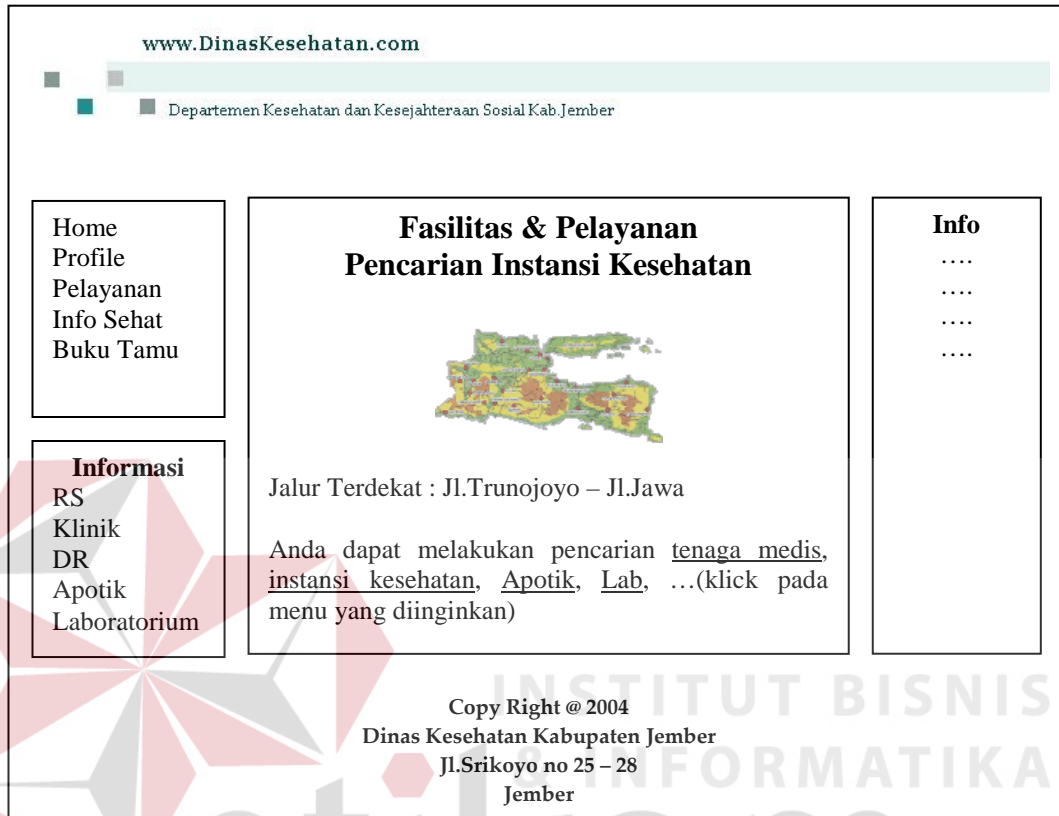 www.DinasKesehatan.com
Departemen Kesehatan dan Kesejahteraan Sosial Kab.Jember
Home
Profile
Pelayanan
Info Sehat
Buku Tamu
Informasi
RS
Klinik
DR
Apotik
Laboratorium
Fasilitas & Pelayanan
Pencarian Instansi Kesehatan
Jalur Terdekat : Jl.Trunojoyo – Jl.Jawa
Anda dapat melakukan pencarian tenaga medis,
instansi kesehatan, Apotik, Lab, …(klick pada
menu yang diinginkan)
Info
….
….
….
….
Copy Right @ 2004
Dinas Kesehatan Kabupaten Jember
Jl.Srikoyo no 25 – 28
Jember
INSTITUT BISNIS
& INFORMATIKA